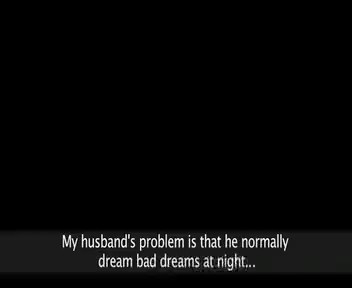 My husband's problem is that he normally
dream bad dreams at night...